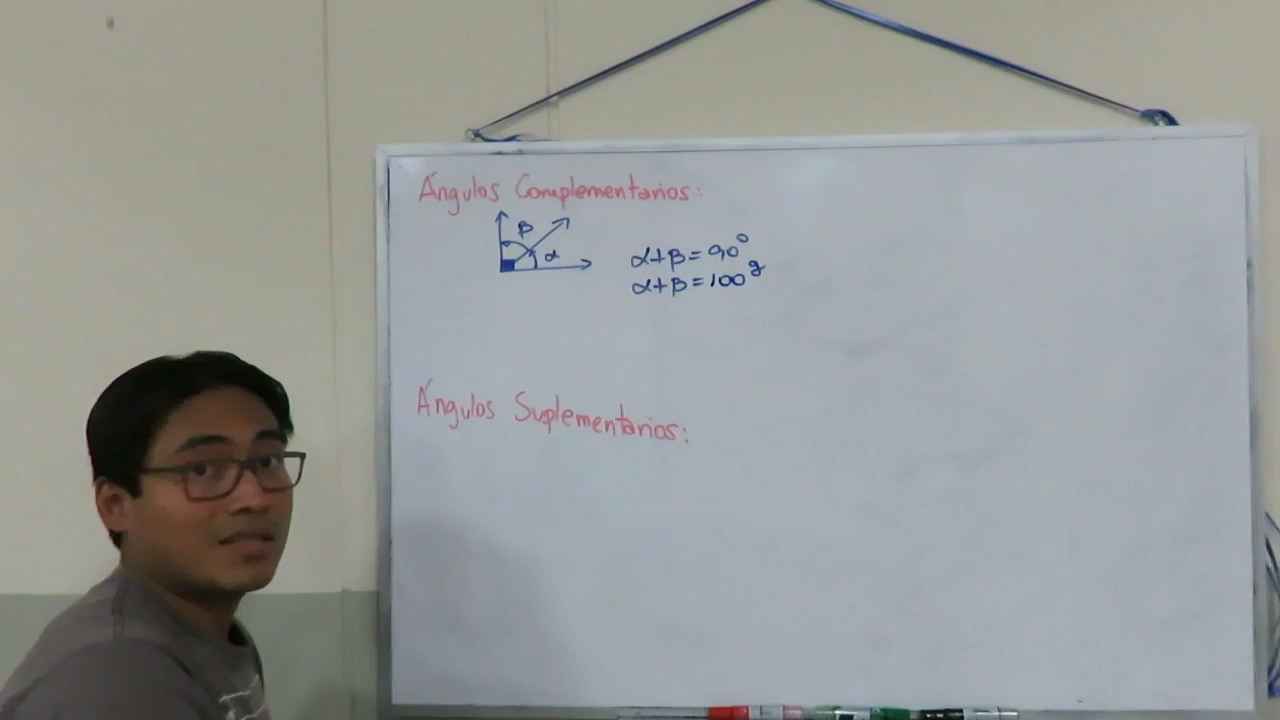 Ángulos Complementarios:
β
α
α+β=90°
α+β=100g
Ángulos Suplementarios: